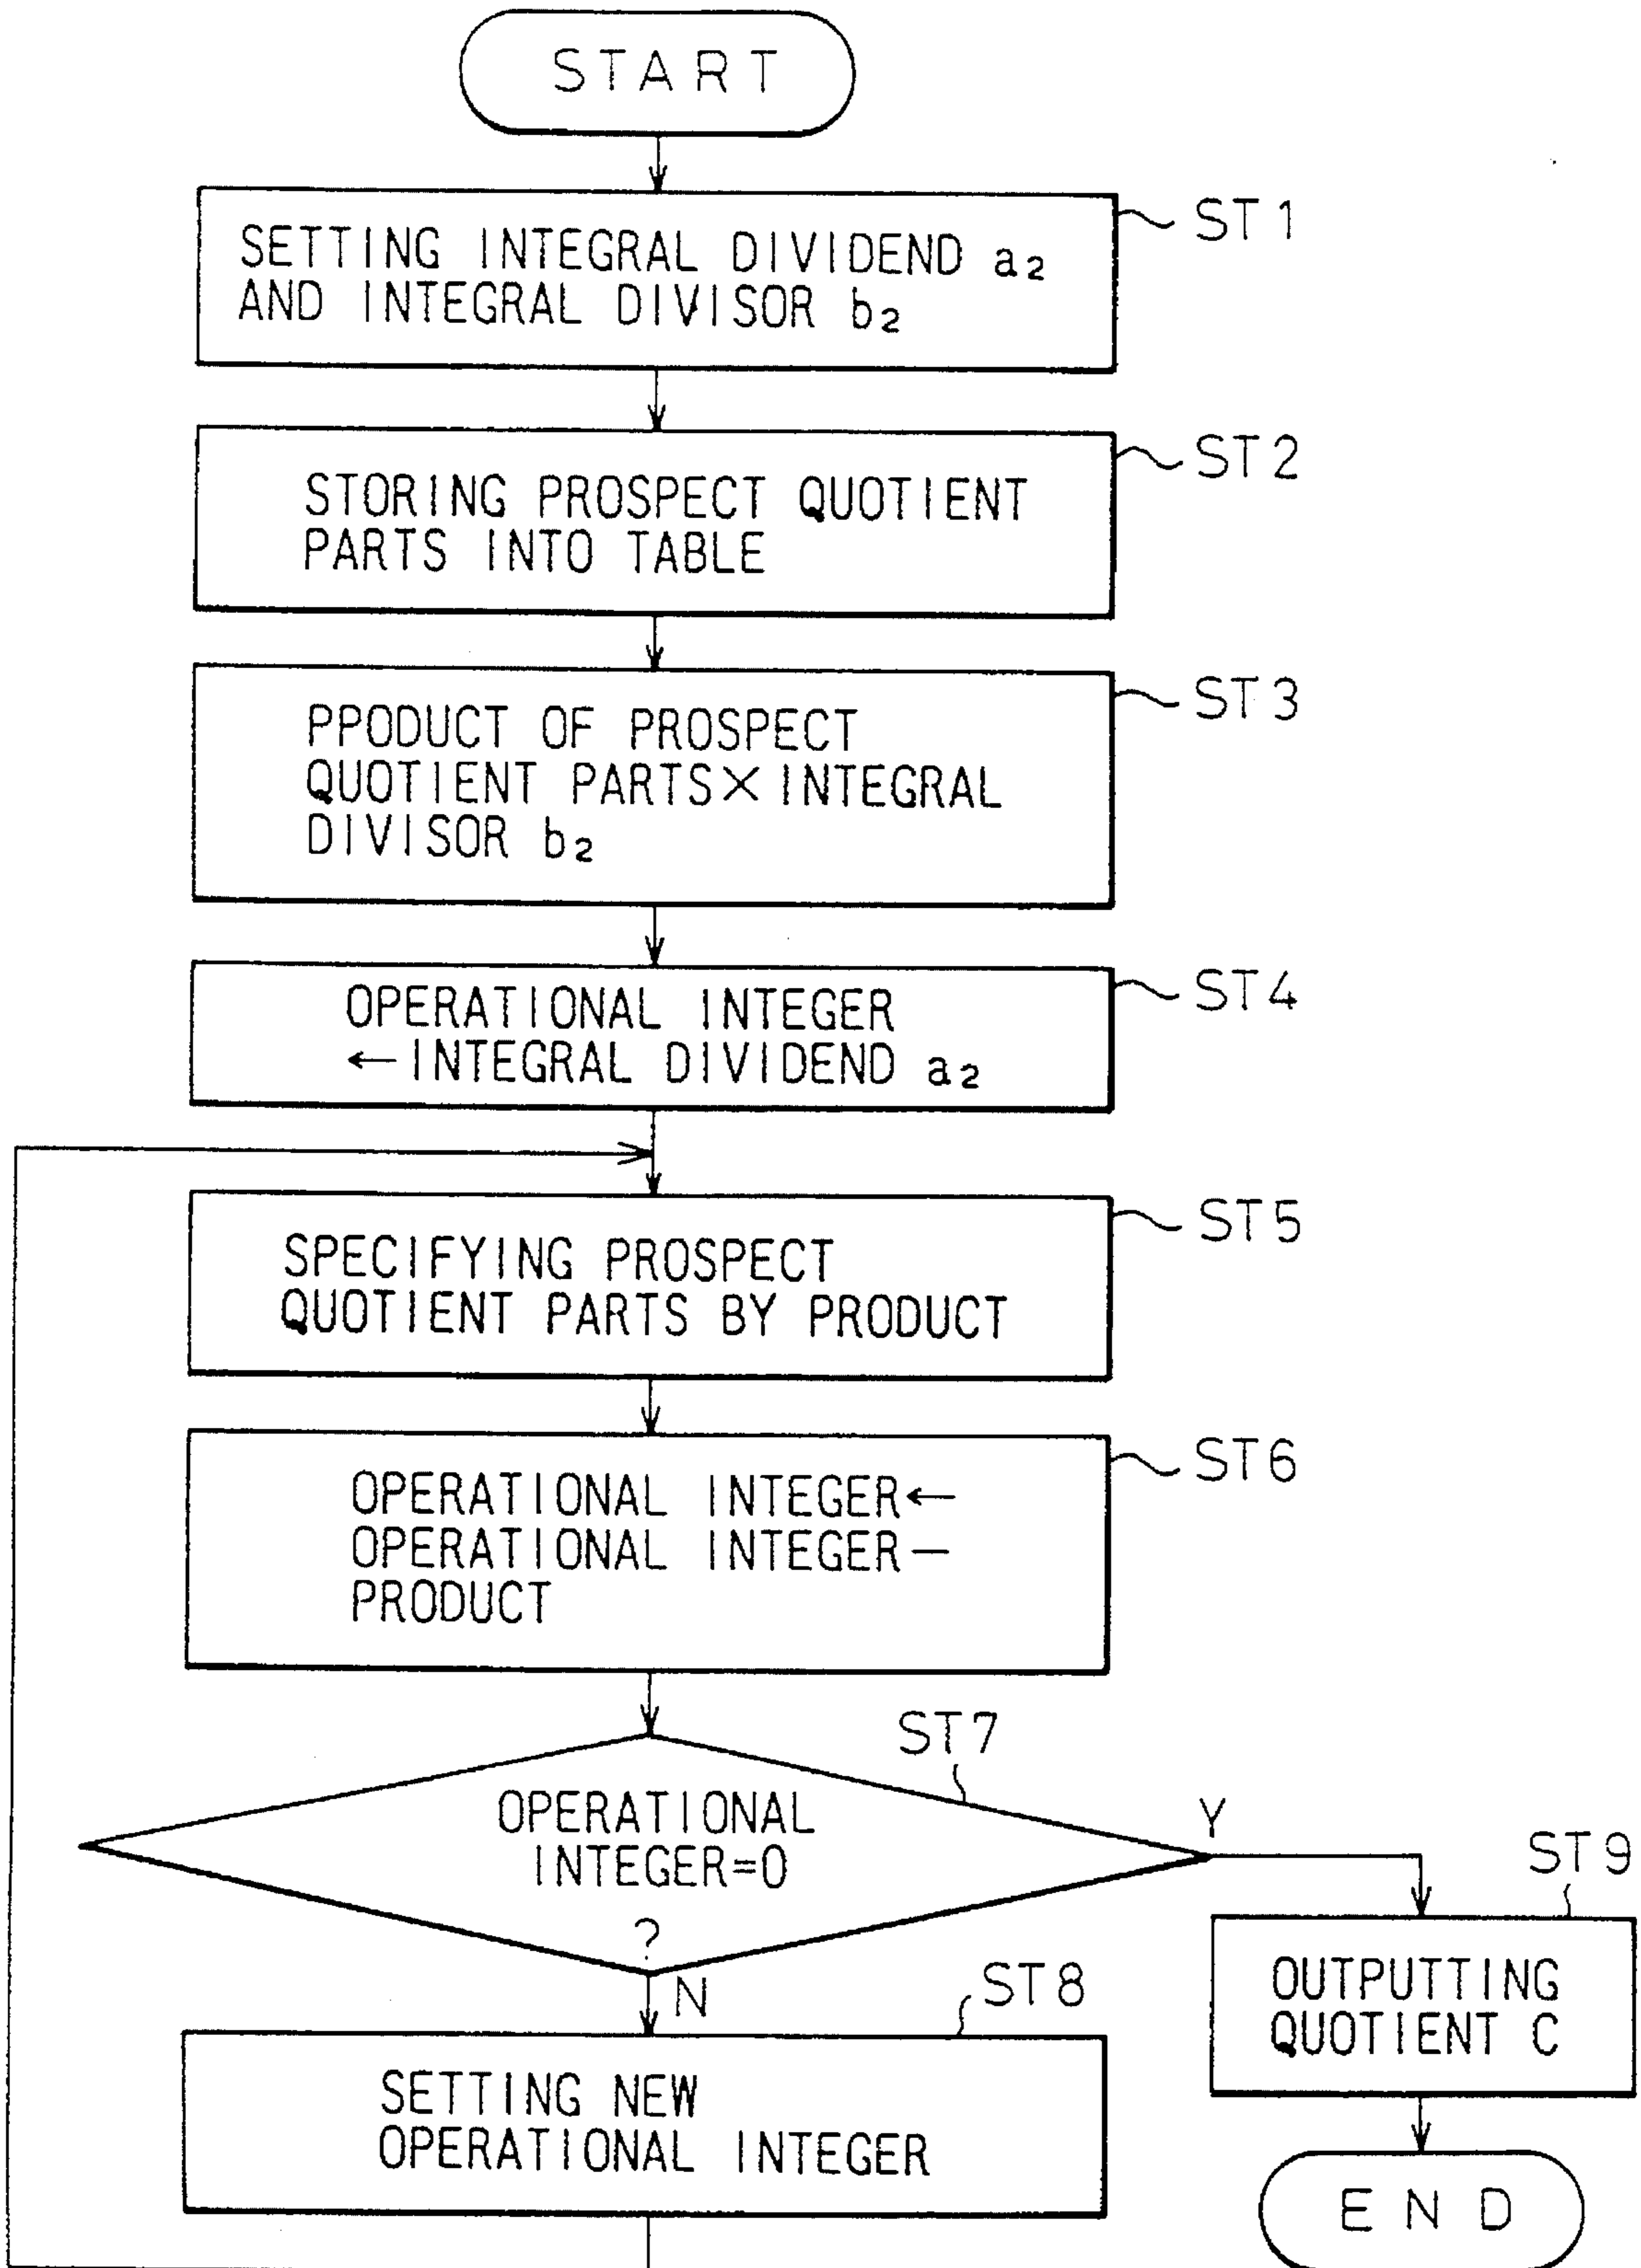 START
SETTING INTEGRAL DIVIDEND a₂
AND INTEGRAL DIVISOR b₂
ST1
STORING PROSPECT QUOTIENT
PARTS INTO TABLE
ST2
PPODUCT OF PROSPECT
QUOTIENT PARTS×INTEGRAL
DIVISOR b₂
ST3
OPERATIONAL INTEGER
←INTEGRAL DIVIDEND a₂
ST4
SPECIFYING PROSPECT
QUOTIENT PARTS BY PRODUCT
ST5
OPERATIONAL INTEGER←
OPERATIONAL INTEGER−
PRODUCT
ST6
ST7
OPERATIONAL
INTEGER=0
?
Y
N
ST8
SETTING NEW
OPERATIONAL INTEGER
ST9
OUTPUTTING
QUOTIENT C
END